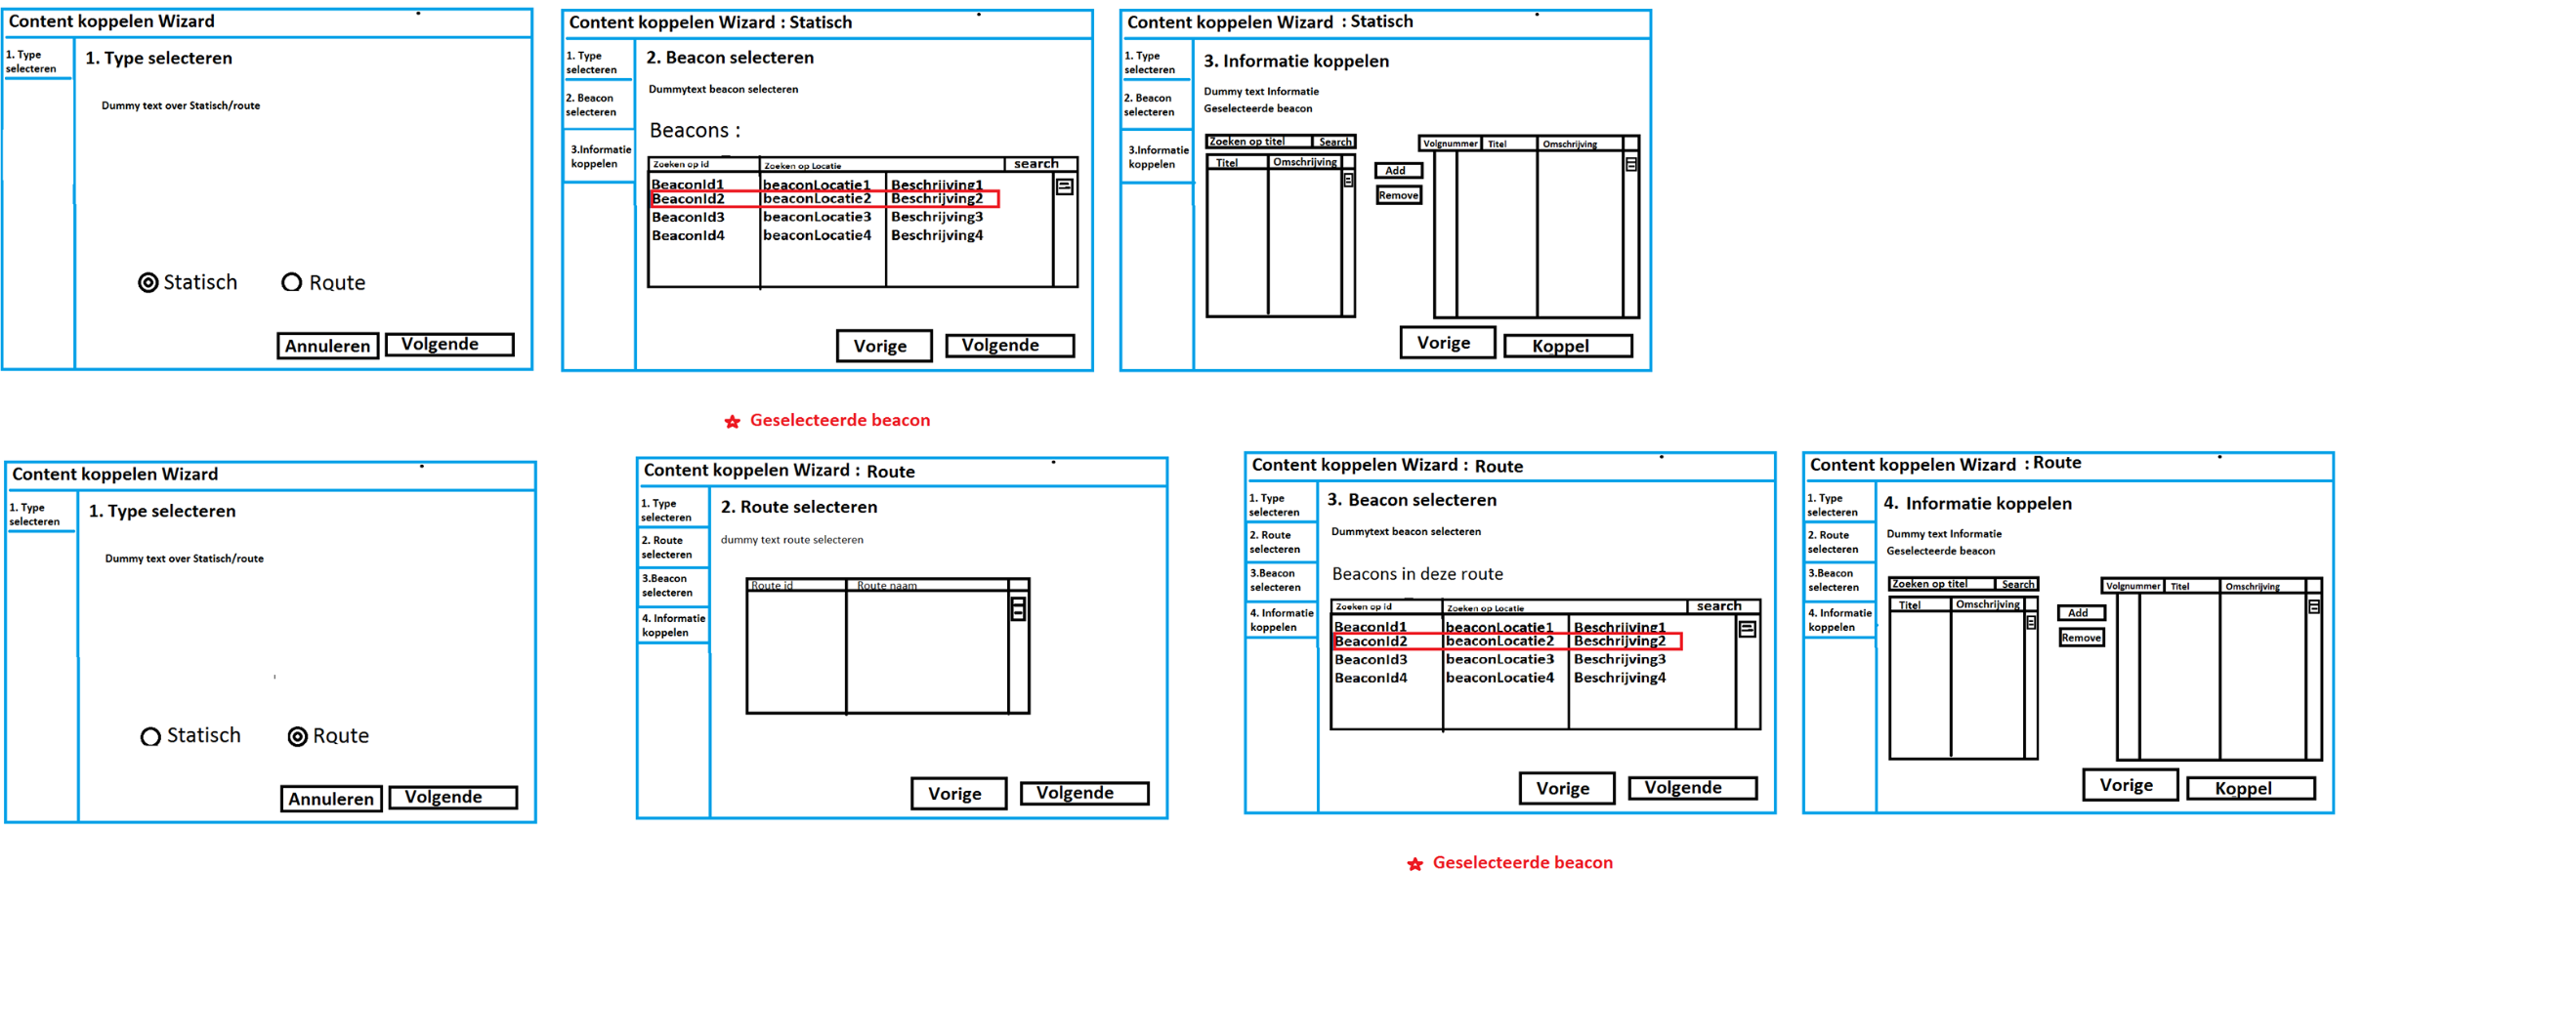 Content koppelen Wizard
1. Type
selecteren
1. Type selecteren
Dummy text over Statisch/route
Statisch
Route
Annuleren
Volgende
Content koppelen Wizard : Statisch
1. Type
selecteren
2. Beacon
selecteren
3.Informatie
koppelen
2. Beacon selecteren
Dummytext beacon selecteren
Beacons :
Zoeken op id
Zoeken op Locatie
search
BeaconId1 beaconLocatie1 Beschrijving1
BeaconId2 beaconLocatie2 Beschrijving2
BeaconId3 beaconLocatie3 Beschrijving3
BeaconId4 beaconLocatie4 Beschrijving4
Vorige
Volgende
Content koppelen Wizard : Statisch
1. Type
selecteren
2. Beacon
selecteren
3.Informatie
koppelen
3. Informatie koppelen
Dummy text Informatie
Geselecteerde beacon
Zoeken op titel
Search
Titel
Omschrijving
Add
Remove
Volgnummer
Titel
Omschrijving
Vorige
Koppel
Geselecteerde beacon
Content koppelen Wizard
1. Type
selecteren
1. Type selecteren
Dummy text over Statisch/route
Statisch
Route
Annuleren
Volgende
Content koppelen Wizard : Route
1. Type
selecteren
2. Route
selecteren
3.Beacon
selecteren
4. Informatie
koppelen
2. Route selecteren
dummy text route selecteren
Route id
Route naam
Vorige
Volgende
Content koppelen Wizard : Route
1. Type
selecteren
2. Route
selecteren
3.Beacon
selecteren
4. Informatie
koppelen
3. Beacon selecteren
Dummytext beacon selecteren
Beacons in deze route
Zoeken op id
Zoeken op Locatie
search
BeaconId1 beaconLocatie1 Beschrijving1
BeaconId2 beaconLocatie2 Beschrijving2
BeaconId3 beaconLocatie3 Beschrijving3
BeaconId4 beaconLocatie4 Beschrijving4
Vorige
Volgende
Content koppelen Wizard : Route
1. Type
selecteren
2. Route
selecteren
3.Beacon
selecteren
4. Informatie
koppelen
4. Informatie koppelen
Dummy text Informatie
Geselecteerde beacon
Zoeken op titel
Search
Titel
Omschrijving
Add
Remove
Volgnummer
Titel
Omschrijving
Vorige
Koppel
Geselecteerde beacon